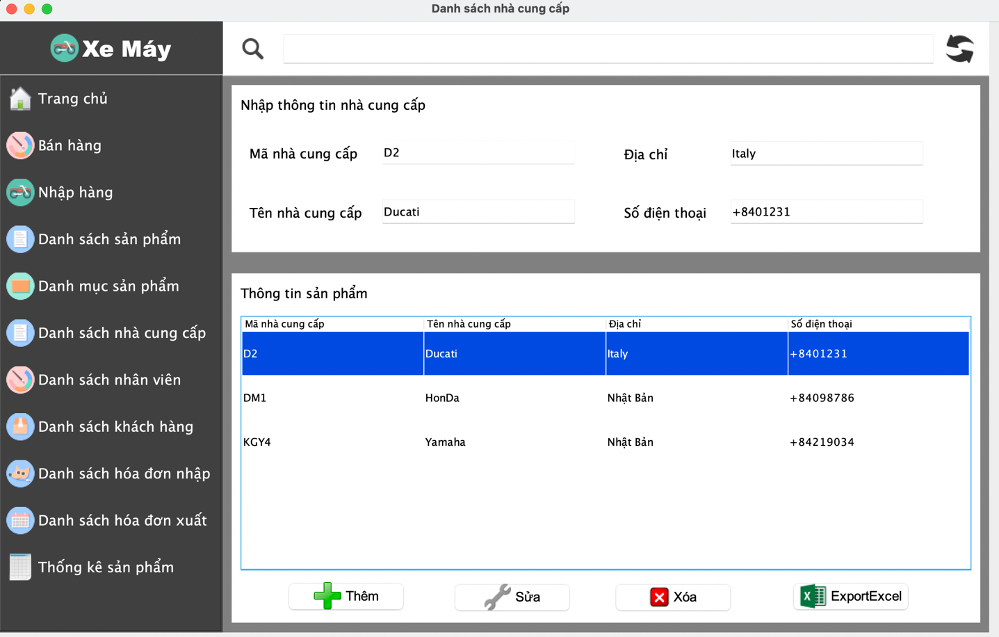 Danh sách nhà cung cấp
Xe Máy
Trang chủ
Bán hàng
Nhập hàng
Danh sách sản phẩm
Danh mục sản phẩm
Danh sách nhà cung cấp
Danh sách nhân viên
Danh sách khách hàng
Danh sách hóa đơn nhập
Danh sách hóa đơn xuất
Thống kê sản phẩm
Nhập thông tin nhà cung cấp
Mã nhà cung cấp D2 Địa chỉ Italy
Tên nhà cung cấp Ducati Số điện thoại +8401231
Thông tin sản phẩm
Mã nhà cung cấp Tên nhà cung cấp Địa chỉ Số điện thoại
D2 Ducati Italy +8401231
DM1 HonDa Nhật Bản +84098786
KGY4 Yamaha Nhật Bản +84219034
Thêm Sửa Xóa ExportExcel